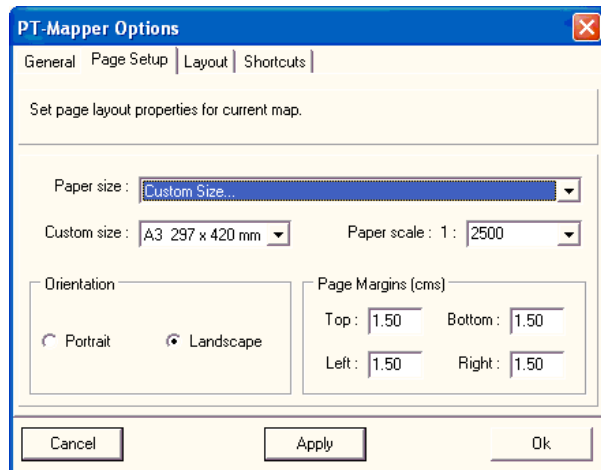 PT-Mapper Options
General Page Setup Layout Shortcuts
Set page layout properties for current map.
Paper size : Custom Size...
Custom size : A3 297 x 420 mm Paper scale : 1 : 2500
Orientation Page Margins (cms)
Top : 1.50 Bottom : 1.50
Portrait Landscape
Left : 1.50 Right : 1.50
Cancel Apply Ok